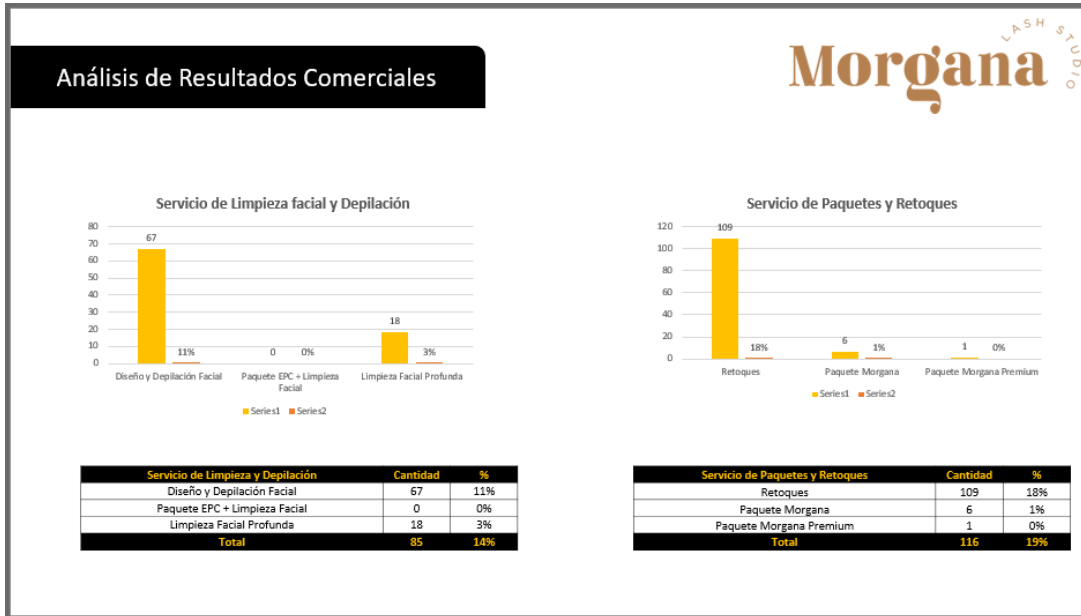 LASH STUDIO
Morgana
Análisis de Resultados Comerciales
Servicio de Limpieza facial y Depilación
80
70
60
50
40
30
20
10
0
67
11%
0
0%
18
3%
Diseño y Depilación Facial
Paquete EPC + Limpieza
Facial
Limpieza Facial Profunda
Series1 Series2
Servicio de Paquetes y Retoques
120
100
80
60
40
20
0
109
18%
6
1%
1
0%
Retoques
Paquete Morgana
Paquete Morgana Premium
Series1 Series2
Servicio de Limpieza y Depilación Cantidad %
Diseño y Depilación Facial 67 11%
Paquete EPC + Limpieza Facial 0 0%
Limpieza Facial Profunda 18 3%
Total 85 14%
Servicio de Paquetes y Retoques Cantidad %
Retoques 109 18%
Paquete Morgana 6 1%
Paquete Morgana Premium 1 0%
Total 116 19%